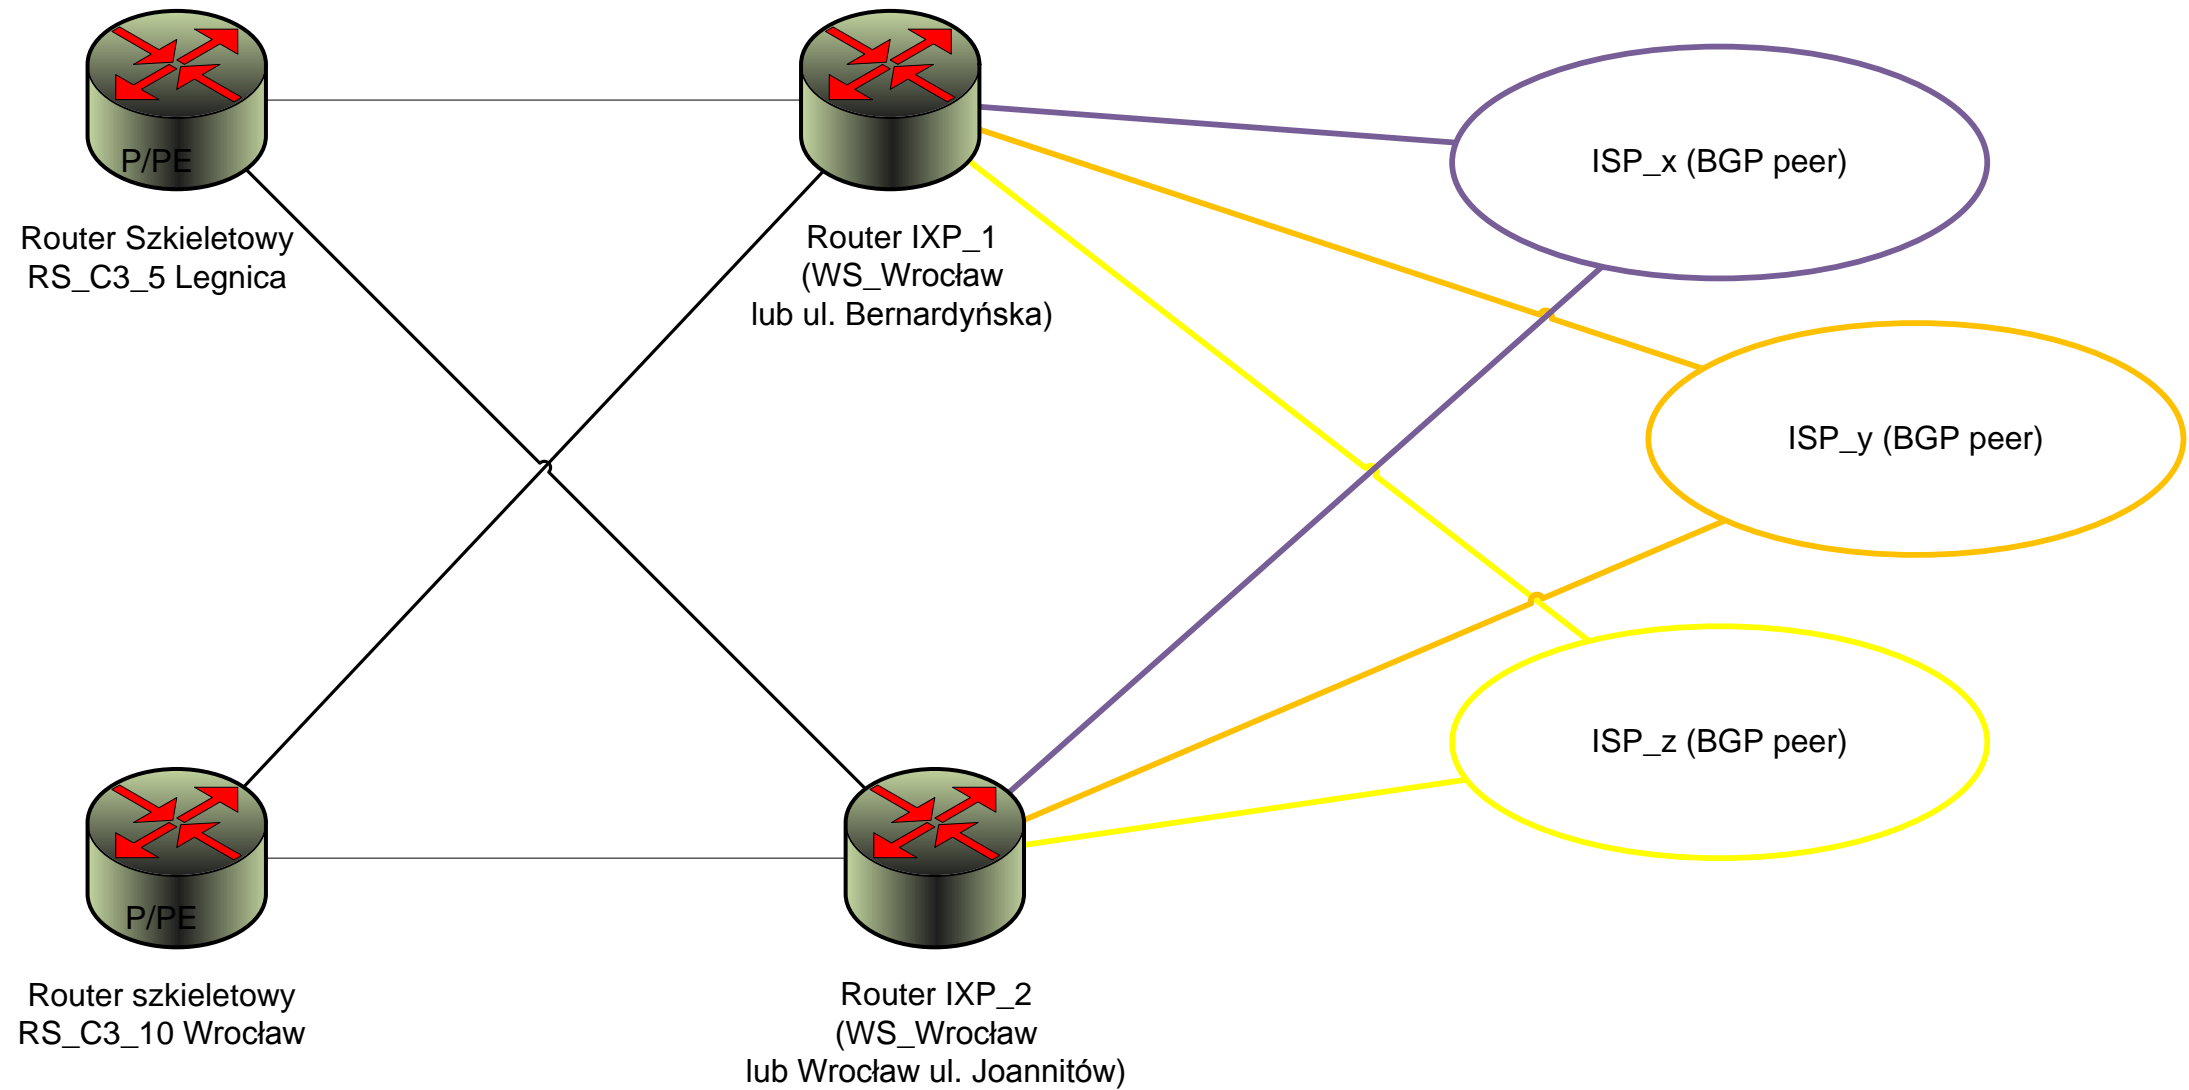 P/PE
Router Szkieletowy
RS_C3_5 Legnica
Router IXP_1
(WS_Wrocław
lub ul. Bernardyńska)
ISP_x (BGP peer)
ISP_y (BGP peer)
ISP_z (BGP peer)
P/PE
Router szkieletowy
RS_C3_10 Wrocław
Router IXP_2
(WS_Wrocław
lub Wrocław ul. Joannitów)